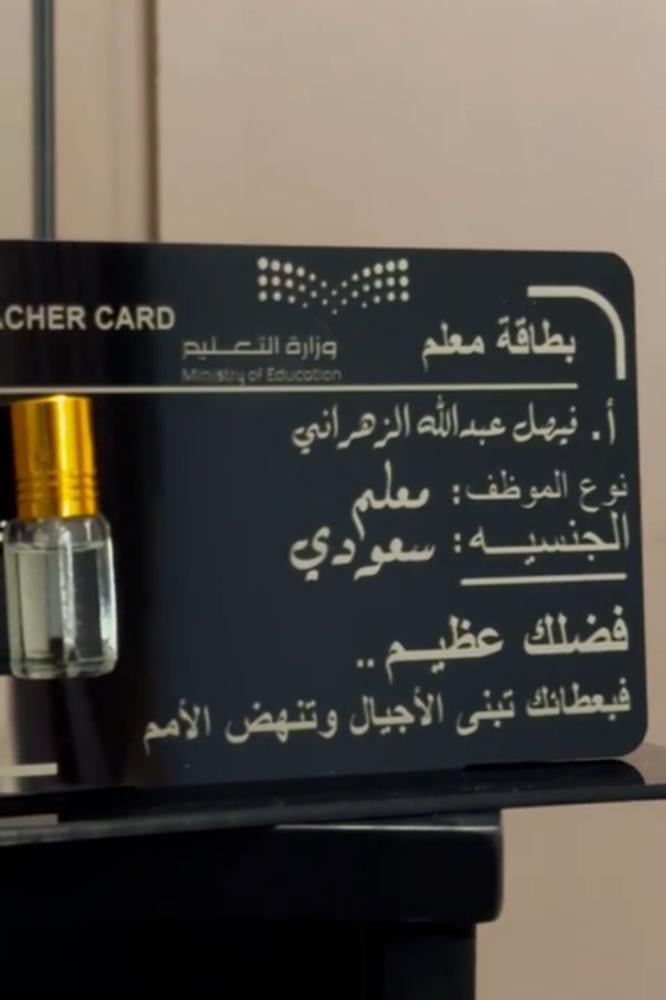 ACHER CARD
وزارة التعليم
Ministry of Education
بطاقة معلم
أ. فيصل عبدالله الزهراني
نوع الموظف: معلم
الجنسيه: سعودي
فضلك عظيم..
فبعطائك تبنى الأجيال وتنهض الأمم